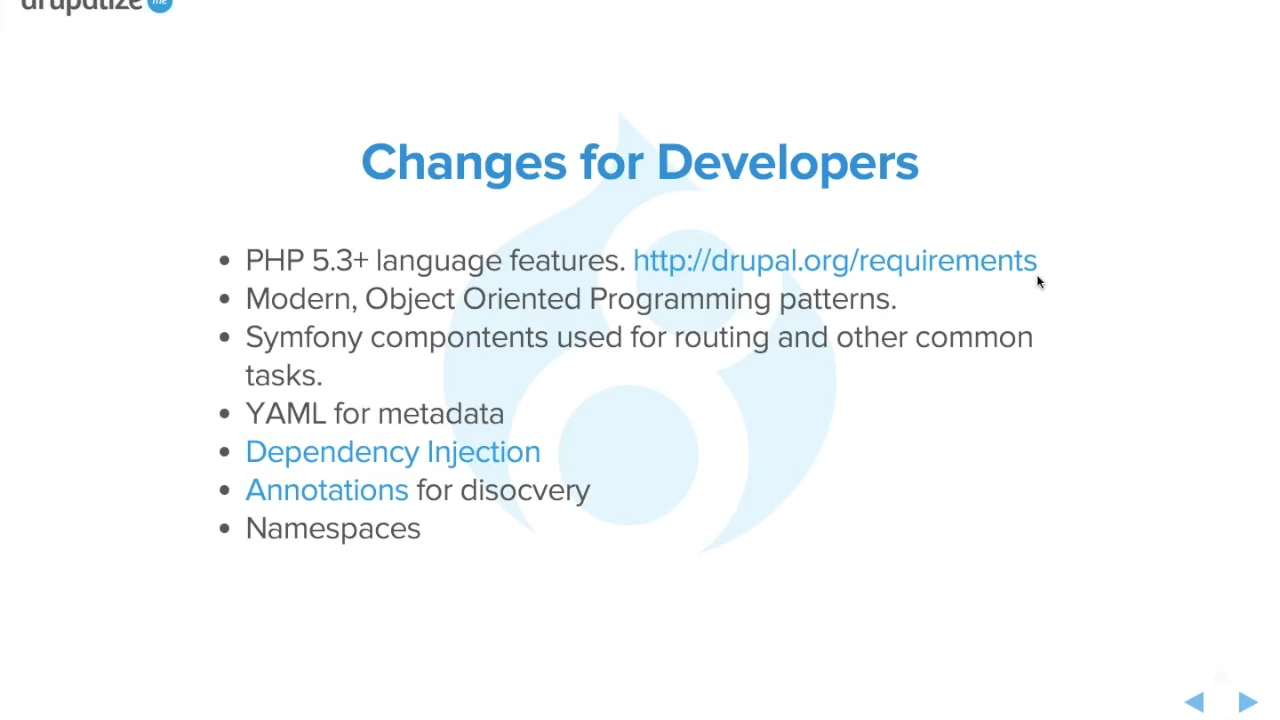 drupalize me
Changes for Developers
• PHP 5.3+ language features. http://drupal.org/requirements
• Modern, Object Oriented Programming patterns.
• Symfony compontents used for routing and other common
tasks.
• YAML for metadata
• Dependency Injection
• Annotations for disocvery
• Namespaces